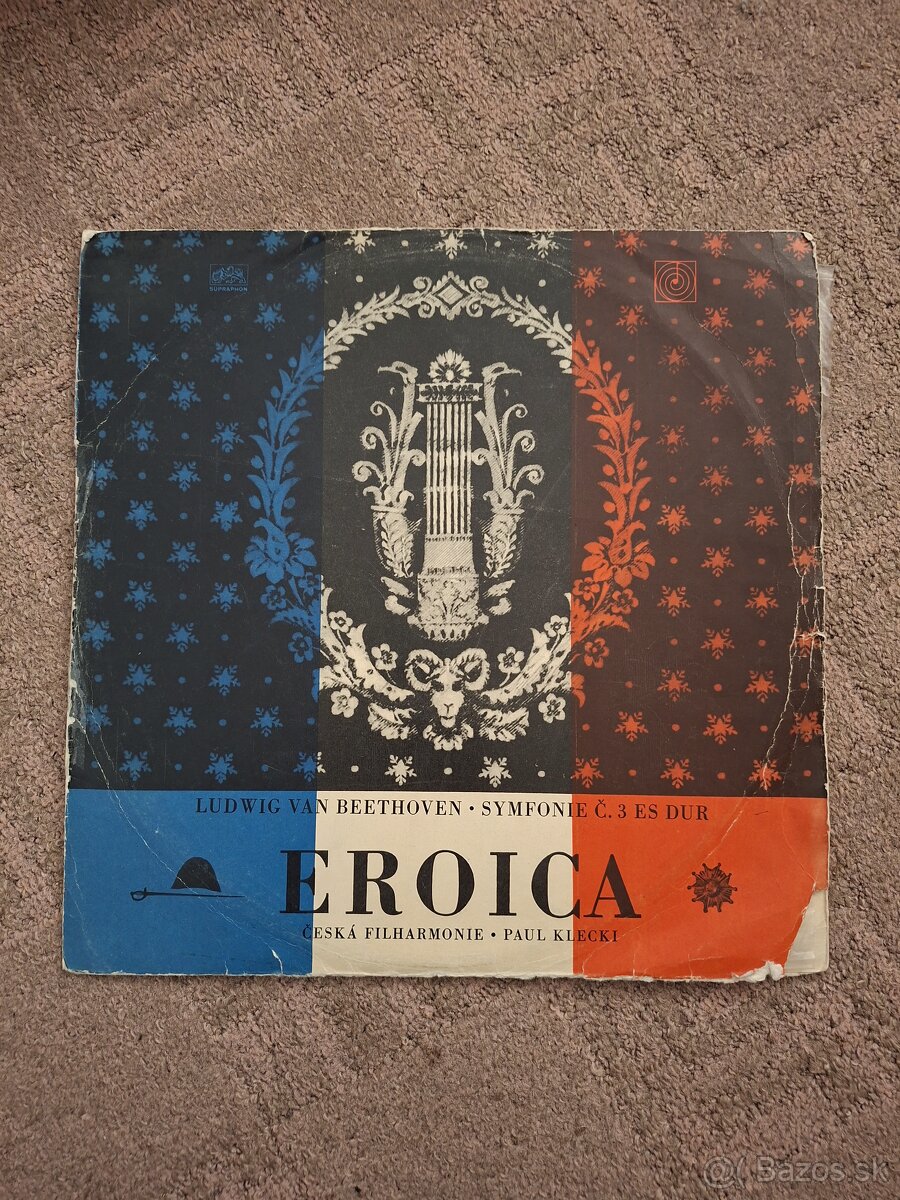 SUPRAPHON
LUDWIG VAN BEETHOVEN • SYMFONIE Č. 3 ES DUR
EROICA
ČESKÁ FILHARMONIE • PAUL KLECKI
Bazos.sk